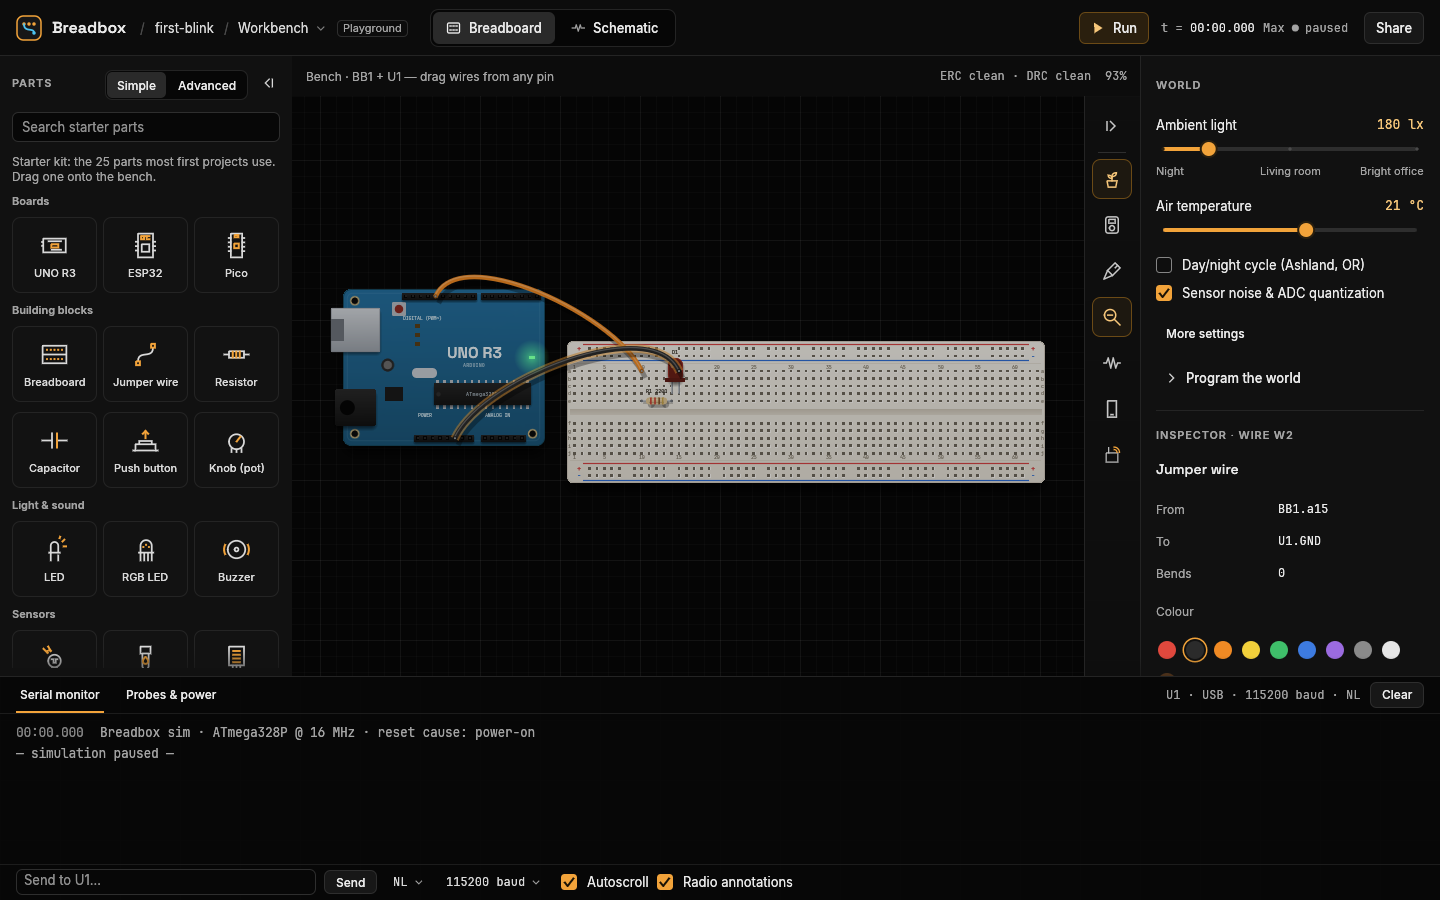 Breadbox / first-blink / Workbench Playground
Breadboard Schematic
Run t = 00:00.000 Max ● paused Share
PARTS Simple Advanced
Search starter parts
Starter kit: the 25 parts most first projects use.
Drag one onto the bench.
Boards
UNO R3 ESP32 Pico
Building blocks
Breadboard Jumper wire Resistor
Capacitor Push button Knob (pot)
Light & sound
LED RGB LED Buzzer
Sensors
Bench · BB1 + U1 — drag wires from any pin
ERC clean · DRC clean 93%
DIGITAL (PWM~)
UNO R3
ARDUINO
POWER ANALOG IN
WORLD
Ambient light 180 lx
Night Living room Bright office
Air temperature 21 °C
Day/night cycle (Ashland, OR)
Sensor noise & ADC quantization
More settings
Program the world
INSPECTOR · WIRE W2
Jumper wire
From BB1.a15
To U1.GND
Bends 0
Colour
Serial monitor Probes & power
U1 · USB · 115200 baud · NL Clear
00:00.000 Breadbox sim · ATmega328P @ 16 MHz · reset cause: power-on
— simulation paused —
Send to U1... Send NL 115200 baud Autoscroll Radio annotations